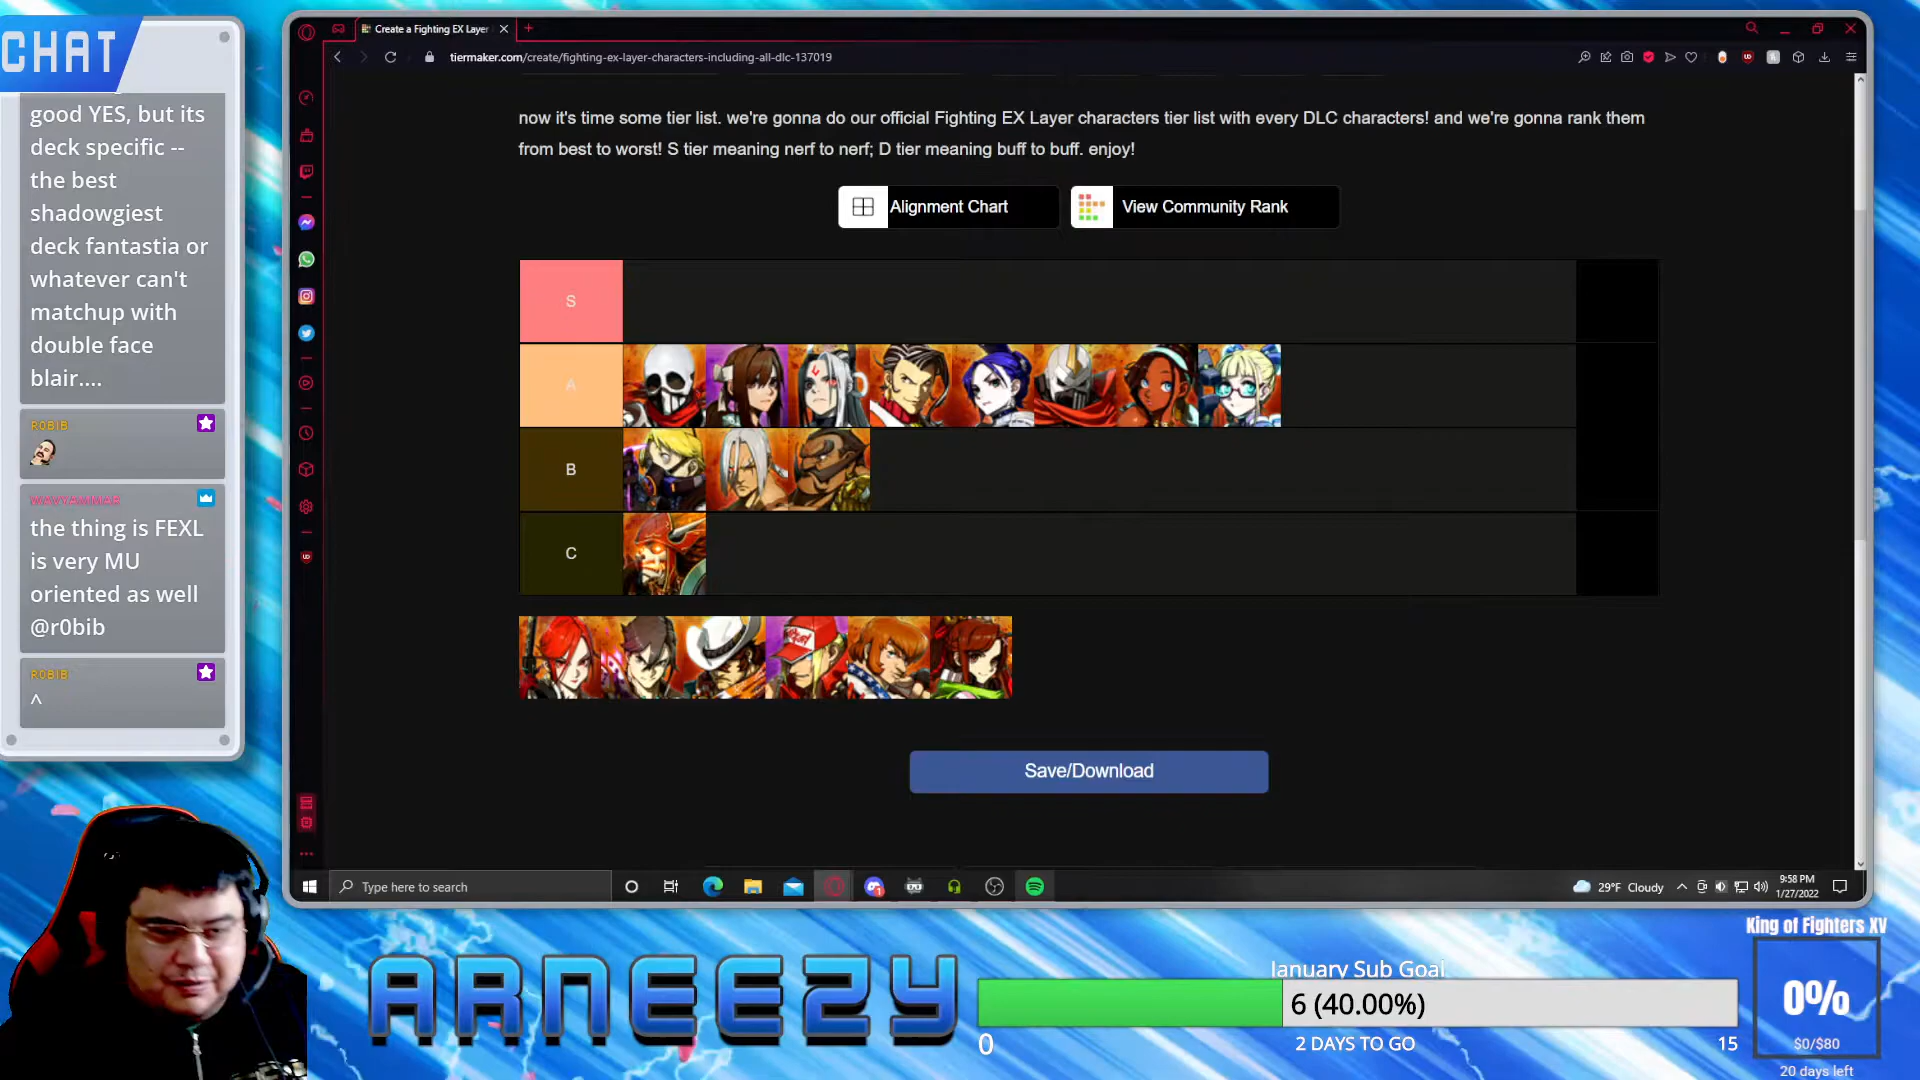 CHAT
good YES, but its
deck specific --
the best
shadowgiest
deck fantastia or
whatever can't
matchup with
double face
blair....
R0BIB
WAVYAMMAR
the thing is FEXL
is very MU
oriented as well
@r0bib
R0BIB
^
Create a Fighting EX Layer
tiermaker.com/create/fighting-ex-layer-characters-including-all-dlc-137019
now it's time some tier list. we're gonna do our official Fighting EX Layer characters tier list with every DLC characters! and we're gonna rank them
from best to worst! S tier meaning nerf to nerf; D tier meaning buff to buff. enjoy!
Alignment Chart
View Community Rank
S
A
B
C
Save/Download
Type here to search
29°F Cloudy
9:58 PM
1/27/2022
ARNEEZY
January Sub Goal
6 (40.00%)
0
2 DAYS TO GO
15
King of Fighters XV
0%
$0/$80
20 days left